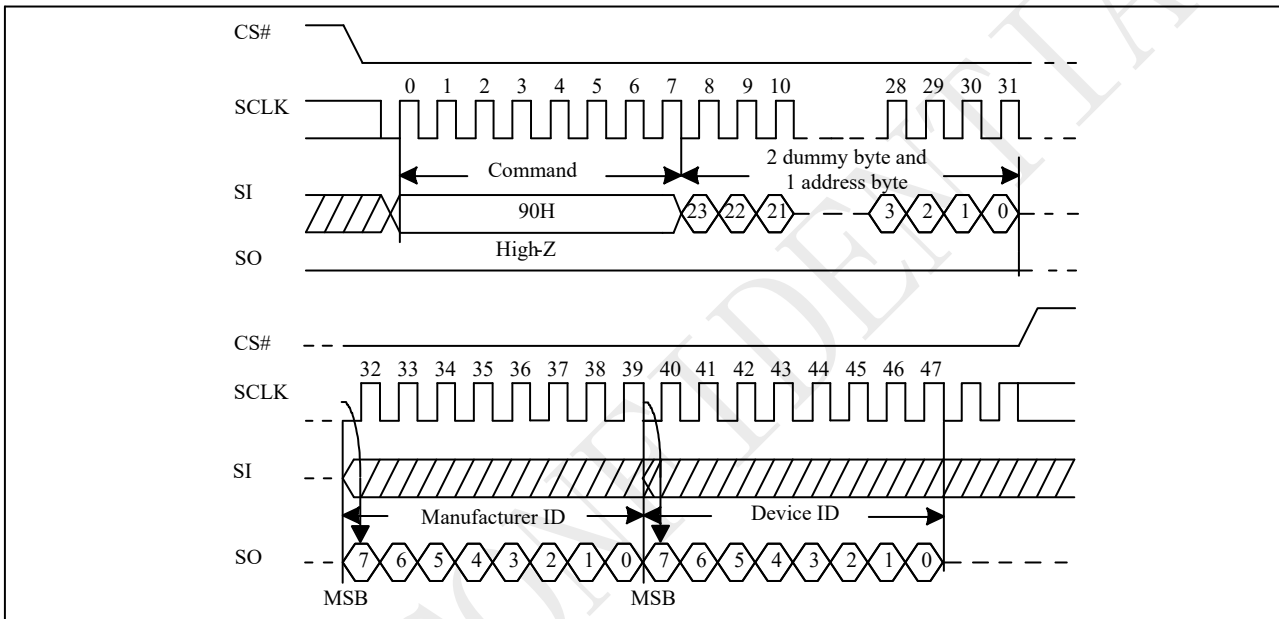 CS#
0 1 2 3 4 5 6 7 8 9 10 28 29 30 31
SCLK
Command
2 dummy byte and
1 address byte
SI
90H
23 22 21 3 2 1 0
High-Z
SO
CS#
32 33 34 35 36 37 38 39 40 41 42 43 44 45 46 47
SCLK
SI
Manufacturer ID
Device ID
SO
7 6 5 4 3 2 1 0 7 6 5 4 3 2 1 0
MSB
MSB
ONFIDENTIA